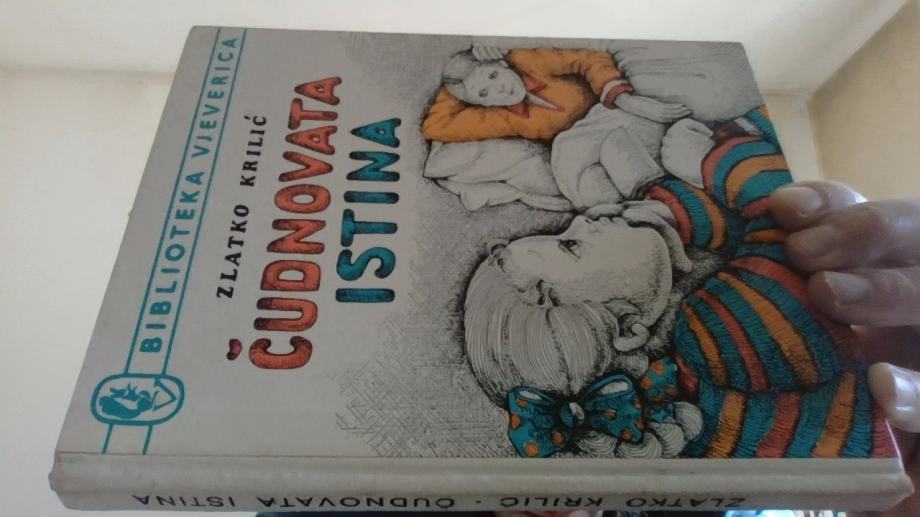 BIBLIOTEKA VJEVERICA
ZLATKO KRILIĆ
ČUDNOVATA
ISTINA
ZLATKO KRILIĆ · ČUDNOVATA ISTINA